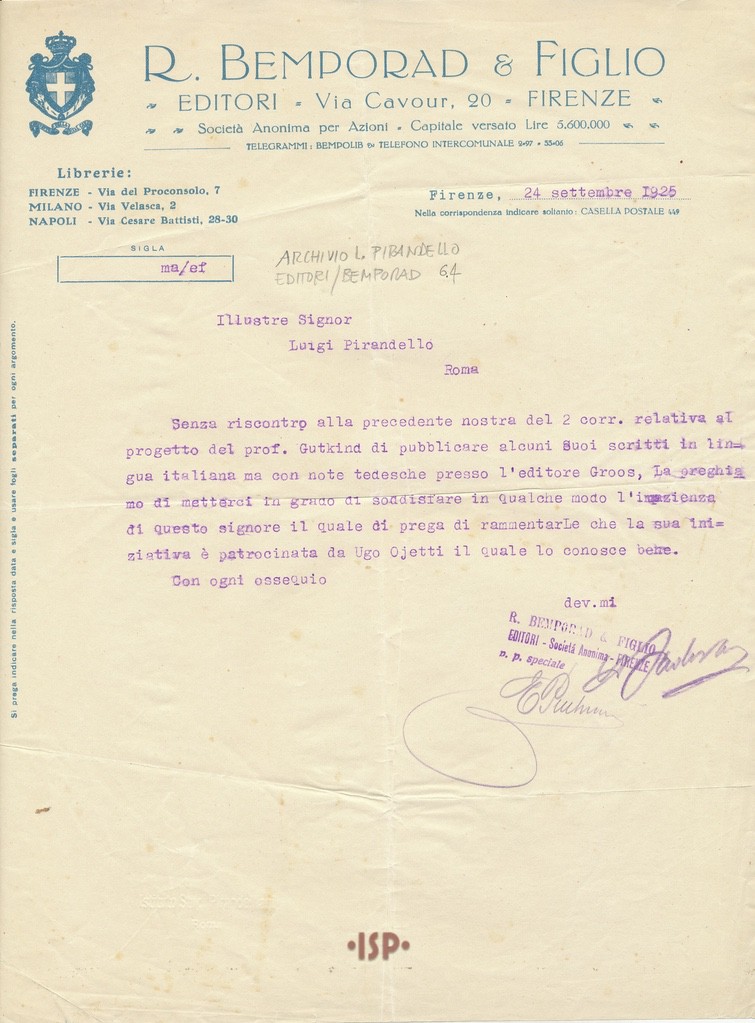 R. BEMPORAD & FIGLIO
EDITORI = Via Cavour, 20 = FIRENZE
Società Anonima per Azioni - Capitale versato Lire 5.600.000
TELEGRAMMI: BEMPOLIB TELEFONO INTERCOMUNALE 2-97 * 33-06
Librerie:
FIRENZE - Via del Proconsolo, 7
MILANO - Via Velasca, 2
NAPOLI - Via Cesare Battisti, 28-30
Firenze, 24 settembre 1925
Nella corrispondenza indicare soltanto: CASELLA POSTALE 449
SIGLA
ma/ef
ARCHIVIO L. PIRANDELLO
EDITORI/BEMPORAD 64
Illustre Signor
Luigi Pirandello
Roma
Senza riscontro alla precedente nostra del 2 corr. relativa al
progetto del prof. Gutkind di pubblicare alcuni Suoi scritti in lin=
gua italiana ma con note tedesche presso l'editore Groos, La preghia
mo di metterci in grado di soddisfare in qualche modo l'impazienza
di questo signore il quale di prega di rammentarLe che la sua ini=
ziativa è patrocinata da Ugo Ojetti il quale lo conosce bene.
Con ogni ossequio
dev.mi
R. BEMPORAD & FIGLIO
EDITORI - Società Anonima - FIRENZE
p. p. speciale
Si prega indicare nella risposta data e sigla e usare fogli separati per ogni argomento.
•ISP•